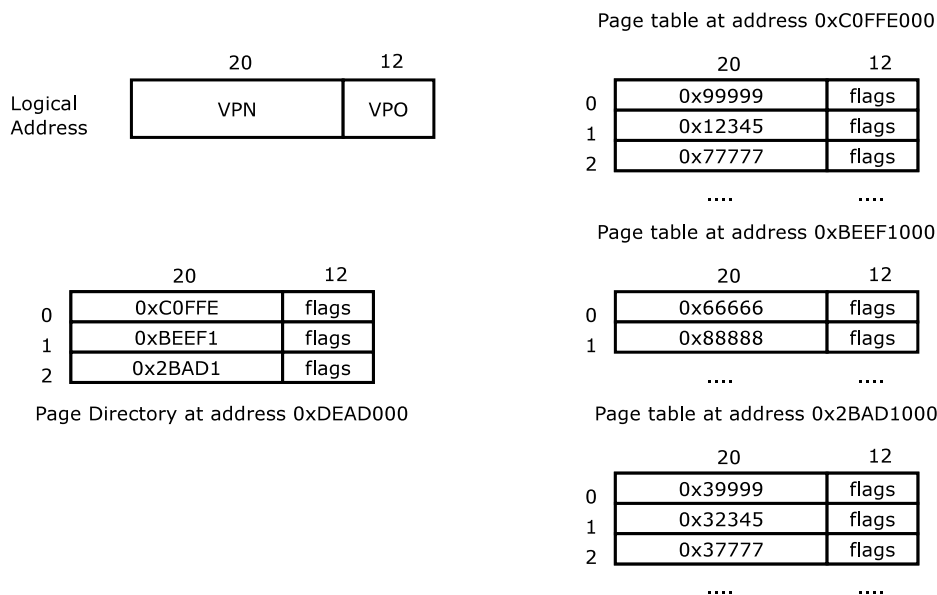 Page table at address 0xC0FFE000
20 12
Logical Address
VPN VPO
20 12
0 0x99999 flags
1 0x12345 flags
2 0x77777 flags
.... ....
Page table at address 0xBEEF1000
20 12
0 0xC0FFE flags
1 0xBEEF1 flags
2 0x2BAD1 flags
Page Directory at address 0xDEAD000
20 12
0 0x66666 flags
1 0x88888 flags
.... ....
Page table at address 0x2BAD1000
20 12
0 0x39999 flags
1 0x32345 flags
2 0x37777 flags
.... ....